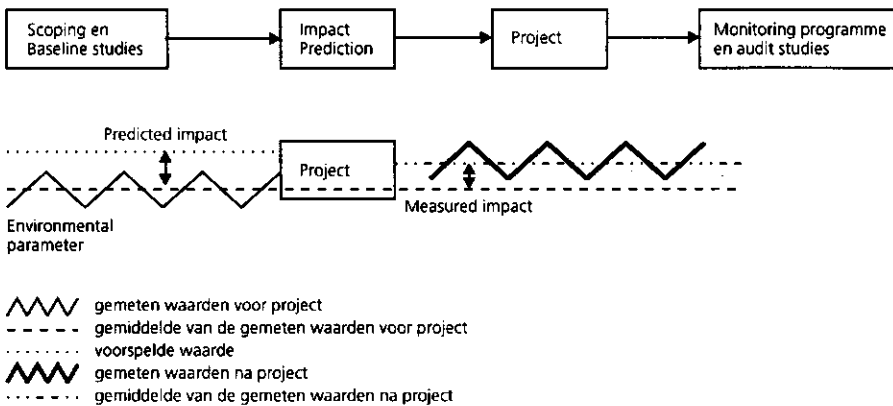 Scoping en
Baseline studies
Impact
Prediction
Project
Monitoring programme
en audit studies
Predicted impact
Project
Measured impact
Environmental
parameter
gemeten waarden voor project
gemiddelde van de gemeten waarden voor project
voorspelde waarde
gemeten waarden na project
gemiddelde van de gemeten waarden na project